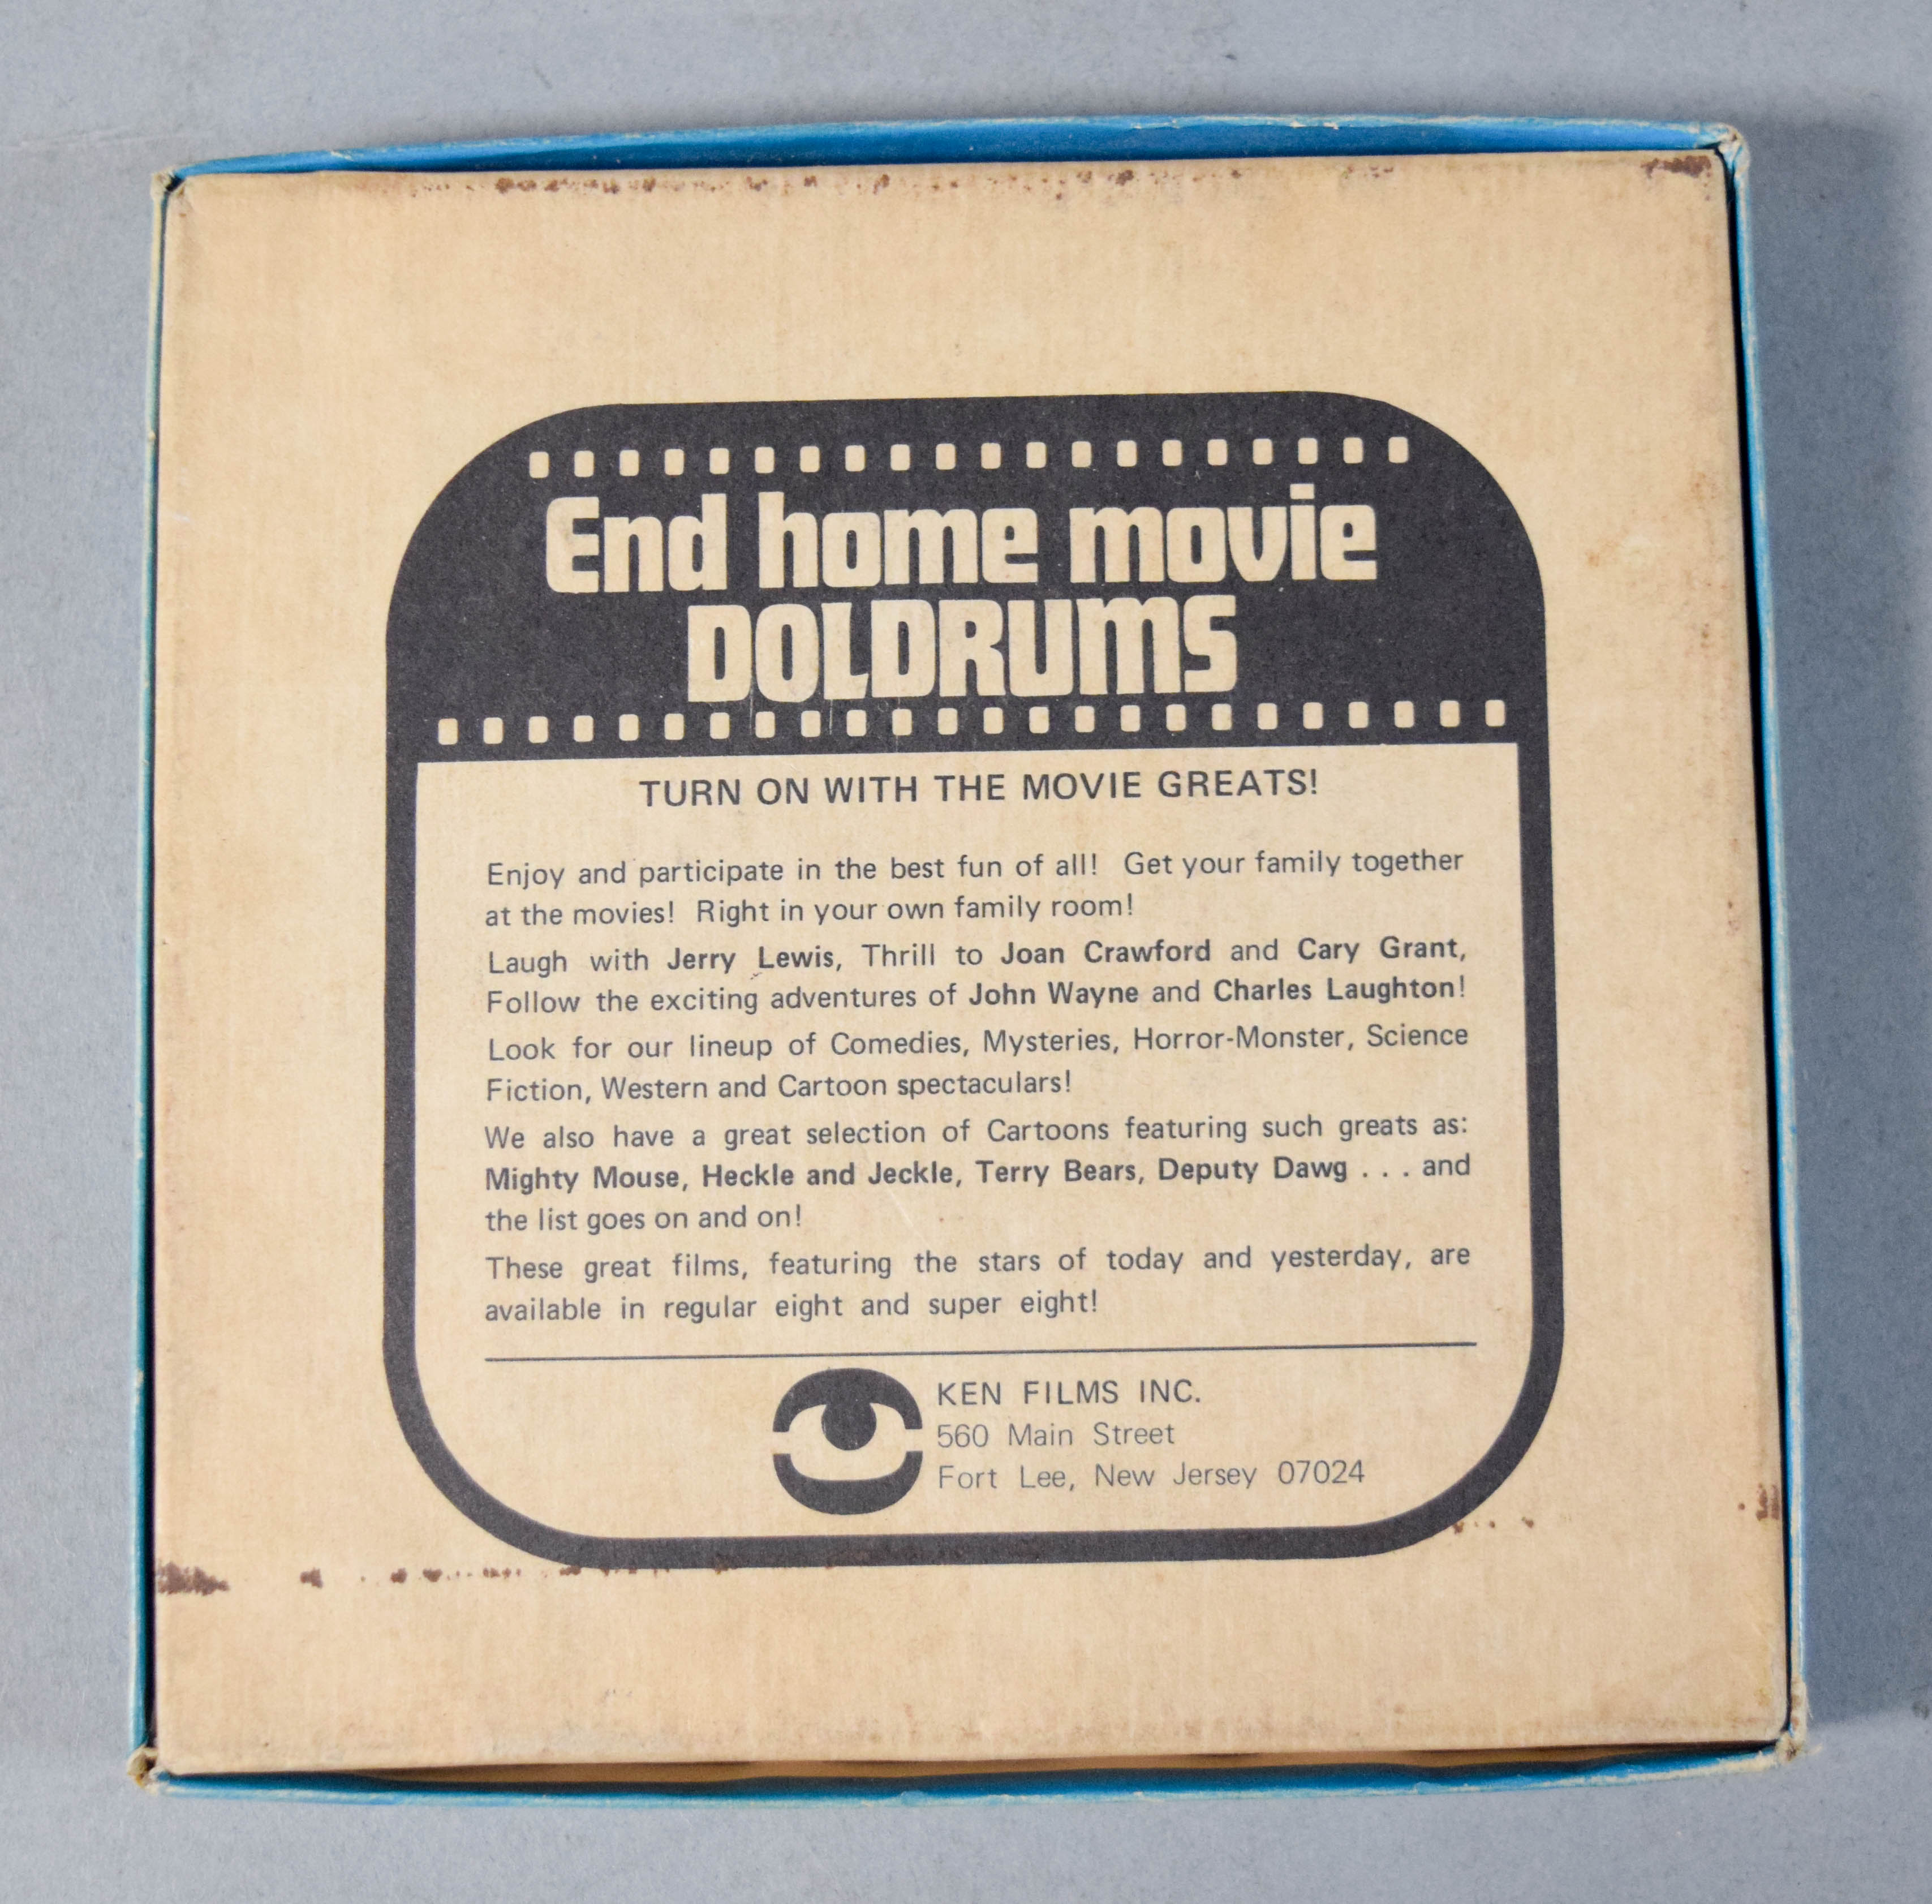 End home movie
DOLDRUMS
TURN ON WITH THE MOVIE GREATS!
Enjoy and participate in the best fun of all! Get your family together
at the movies! Right in your own family room!
Laugh with Jerry Lewis, Thrill to Joan Crawford and Cary Grant,
Follow the exciting adventures of John Wayne and Charles Laughton!
Look for our lineup of Comedies, Mysteries, Horror-Monster, Science
Fiction, Western and Cartoon spectaculars!
We also have a great selection of Cartoons featuring such greats as:
Mighty Mouse, Heckle and Jeckle, Terry Bears, Deputy Dawg . . . and
the list goes on and on!
These great films, featuring the stars of today and yesterday, are
available in regular eight and super eight!
KEN FILMS INC.
560 Main Street
Fort Lee, New Jersey 07024